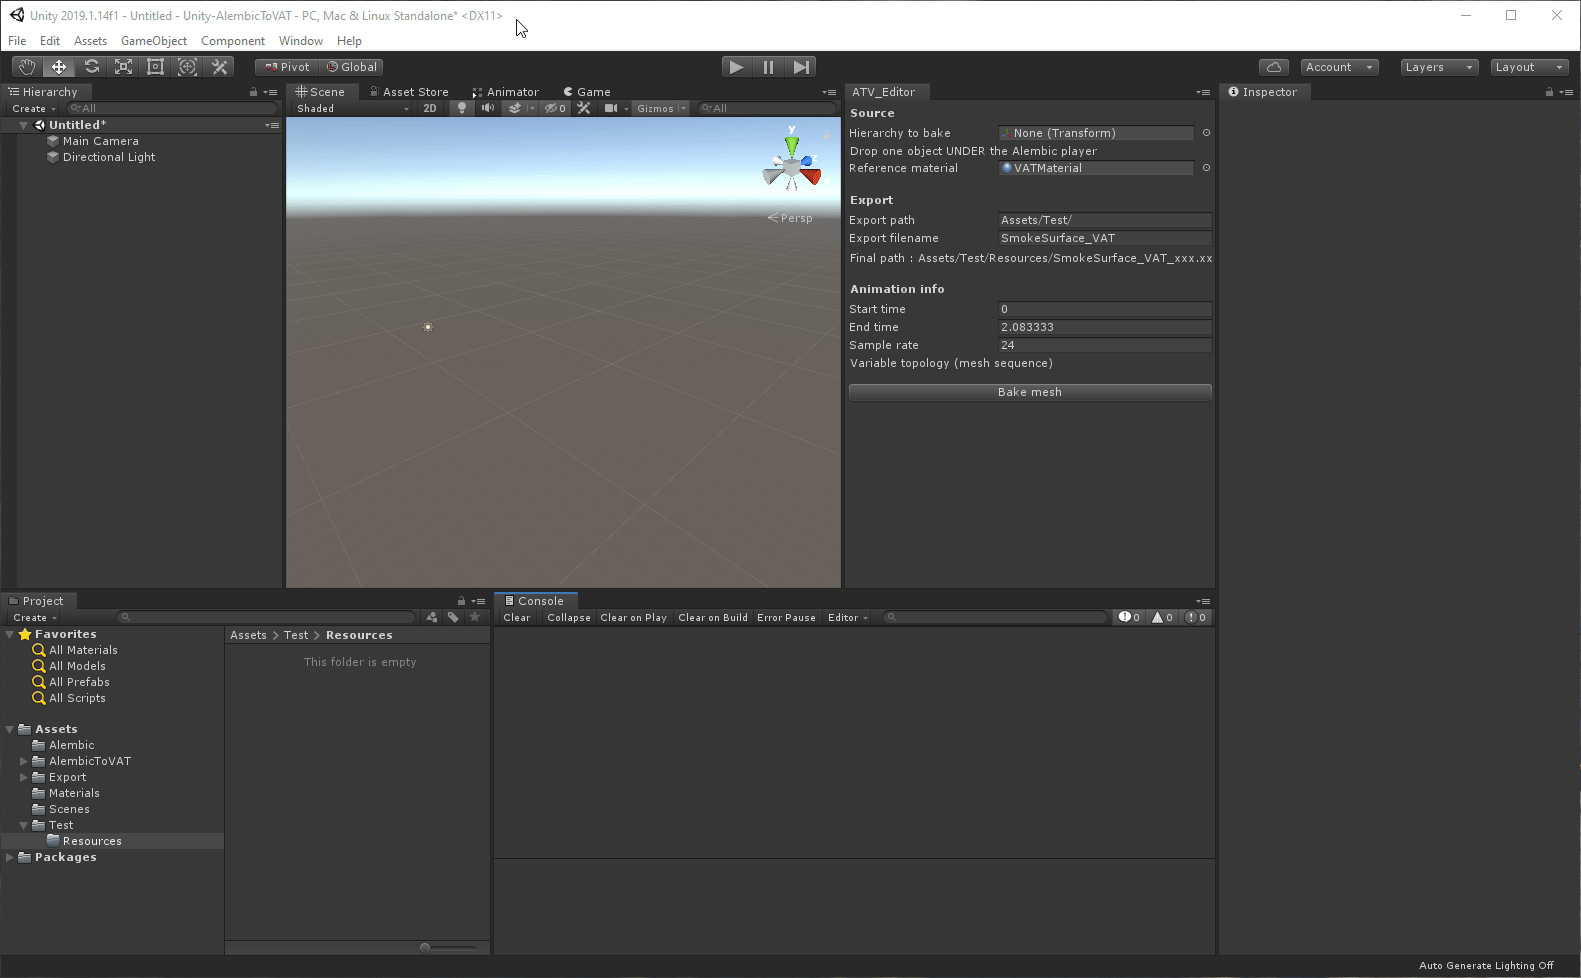 Unity 2019.1.14f1 - Untitled - Unity-AlembicToVAT - PC, Mac & Linux Standalone* <DX11>
File Edit Assets GameObject Component Window Help
Pivot Global Account Layers Layout
Hierarchy
Create All
Untitled*
Main Camera
Directional Light
Scene Asset Store Animator Game
Shaded 2D 0 Gizmos All
y
z
Persp
ATV_Editor
Source
Hierarchy to bake None (Transform)
Drop one object UNDER the Alembic player
Reference material VATMaterial
Export
Export path Assets/Test/
Export filename SmokeSurface_VAT
Final path : Assets/Test/Resources/SmokeSurface_VAT_xxx.xx
Animation info
Start time 0
End time 2.083333
Sample rate 24
Variable topology (mesh sequence)
Bake mesh
Inspector
Project
Create
Favorites
All Materials
All Models
All Prefabs
All Scripts
Assets
Alembic
AlembicToVAT
Export
Materials
Scenes
Test
Resources
Packages
Assets > Test > Resources
This folder is empty
Console
Clear Collapse Clear on Play Clear on Build Error Pause Editor 0 0 0
Auto Generate Lighting Off